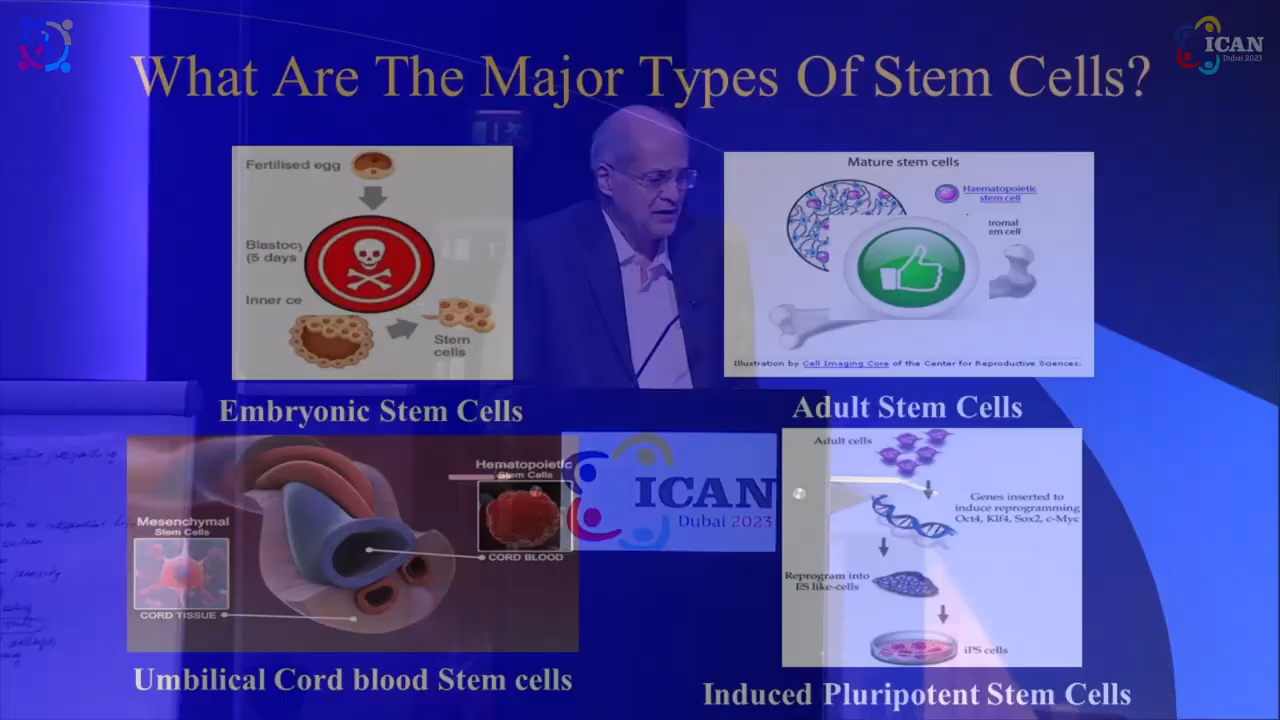 What Are The Major Types Of Stem Cells?
ICAN
Dubai 2023
Fertilised egg
Blastocy
(5 days
Inner ce
Stem
cells
Embryonic Stem Cells
Mature stem cells
Haematopoietic
stem cell
tromal
em cell
Illustration by Cell Imaging Core of the Center for Reproductive Sciences.
Adult Stem Cells
Mesenchymal
Stem Cells
CORD TISSUE
Hematopoietic
Stem Cells
CORD BLOOD
Umbilical Cord blood Stem cells
ICAN
Dubai 2023
Adult cells
Genes inserted to
induce reprogramming
Oct4, Klf4, Sox2, c-Myc
Reprogram into
ES like-cells
iPS cells
Induced Pluripotent Stem Cells